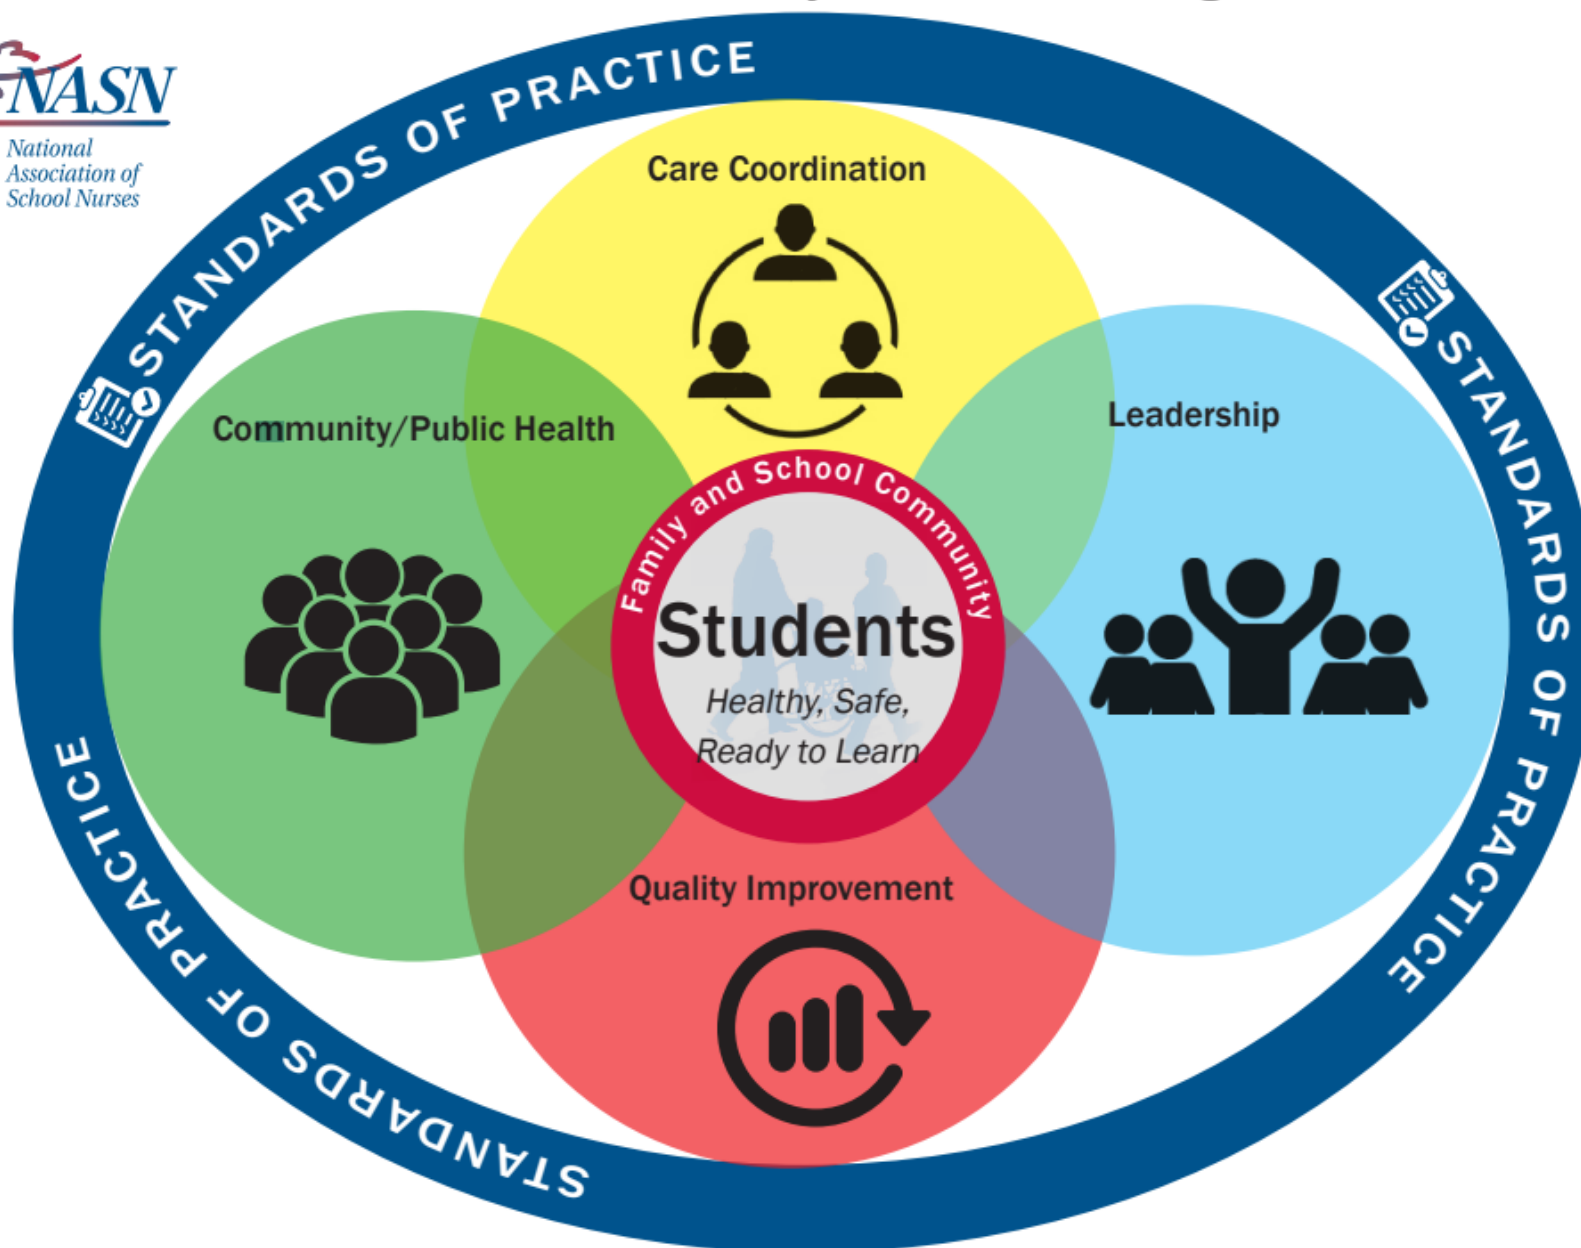 NASN
National
Association of
School Nurses
STANDARDS OF PRACTICE
STANDARDS OF PRACTICE
STANDARDS OF PRACTICE
Care Coordination
Community/Public Health
Leadership
Family and School Community
Students
Healthy, Safe,
Ready to Learn
Quality Improvement